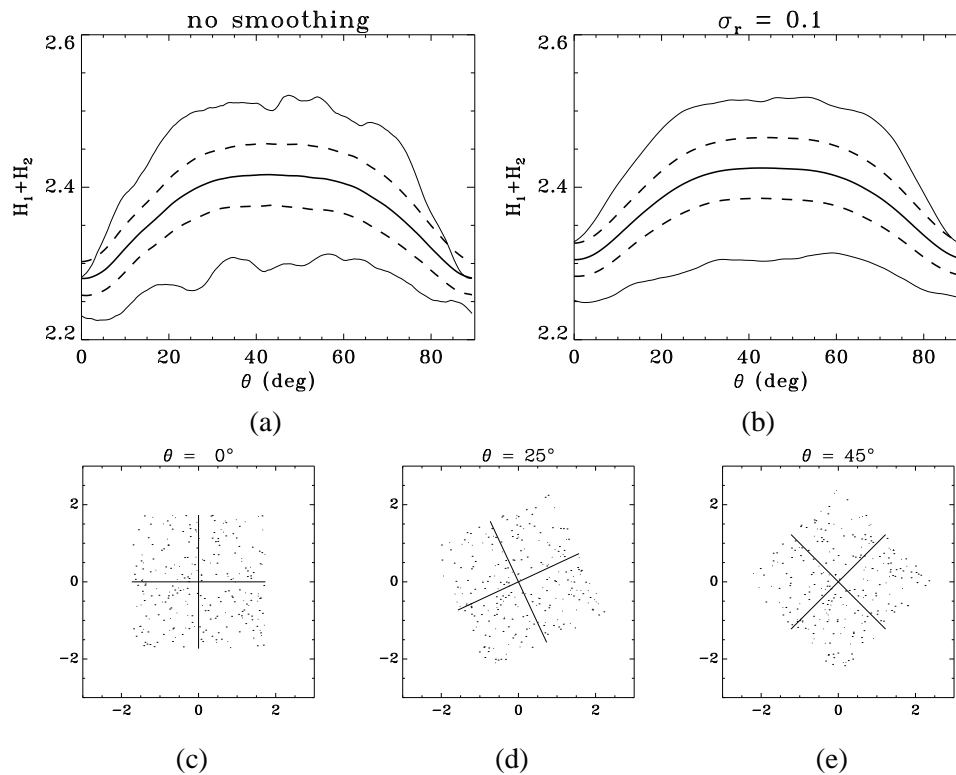 no smoothing
σr = 0.1
2.6
2.4
2.2
H1+H2
0 20 40 60 80
θ (deg)
(a)
2.6
2.4
2.2
H1+H2
0 20 40 60 80
θ (deg)
(b)
θ = 0°
2
0
−2
−2 0 2
(c)
θ = 25°
2
0
−2
−2 0 2
(d)
θ = 45°
2
0
−2
−2 0 2
(e)